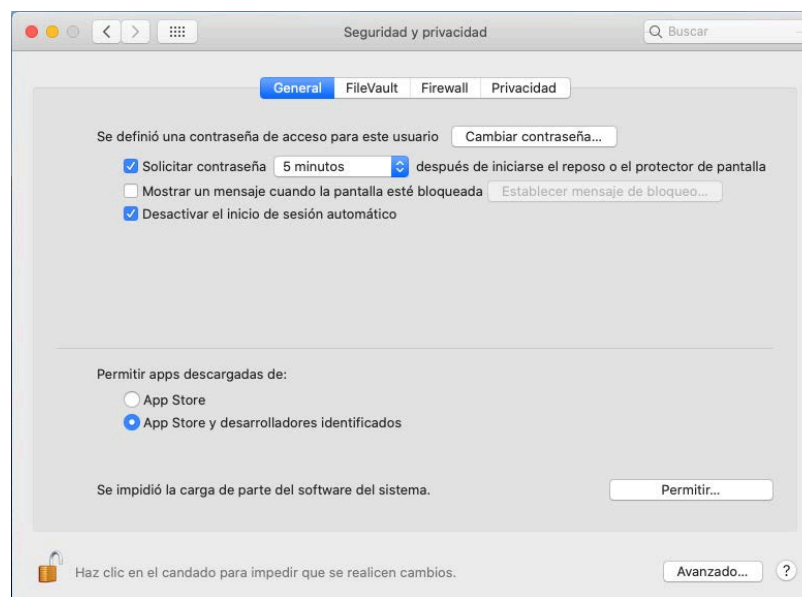 Seguridad y privacidad
Buscar
General FileVault Firewall Privacidad
Se definió una contraseña de acceso para este usuario Cambiar contraseña...
Solicitar contraseña 5 minutos después de iniciarse el reposo o el protector de pantalla
Mostrar un mensaje cuando la pantalla esté bloqueada Establecer mensaje de bloqueo...
Desactivar el inicio de sesión automático
Permitir apps descargadas de:
App Store
App Store y desarrolladores identificados
Se impidió la carga de parte del software del sistema. Permitir...
Haz clic en el candado para impedir que se realicen cambios. Avanzado... ?